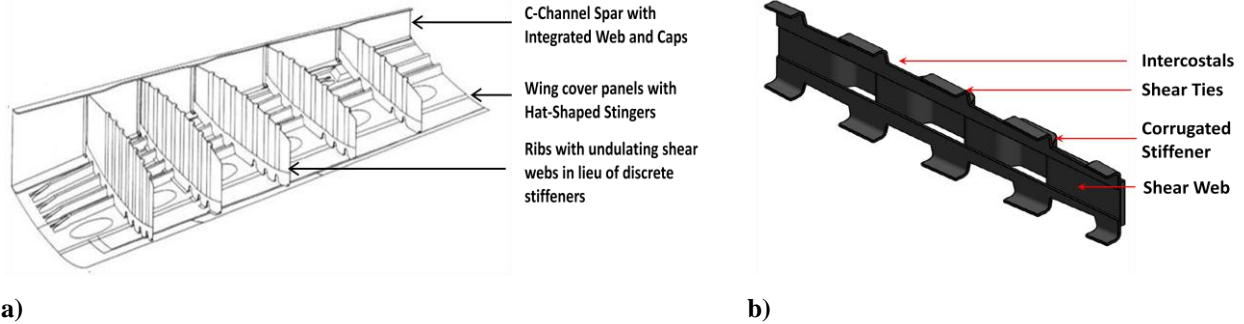 C-Channel Spar with
Integrated Web and Caps
Wing cover panels with
Hat-Shaped Stingers
Ribs with undulating shear
webs in lieu of discrete
stiffeners
Intercostals
Shear Ties
Corrugated
Stiffener
Shear Web
a)
b)